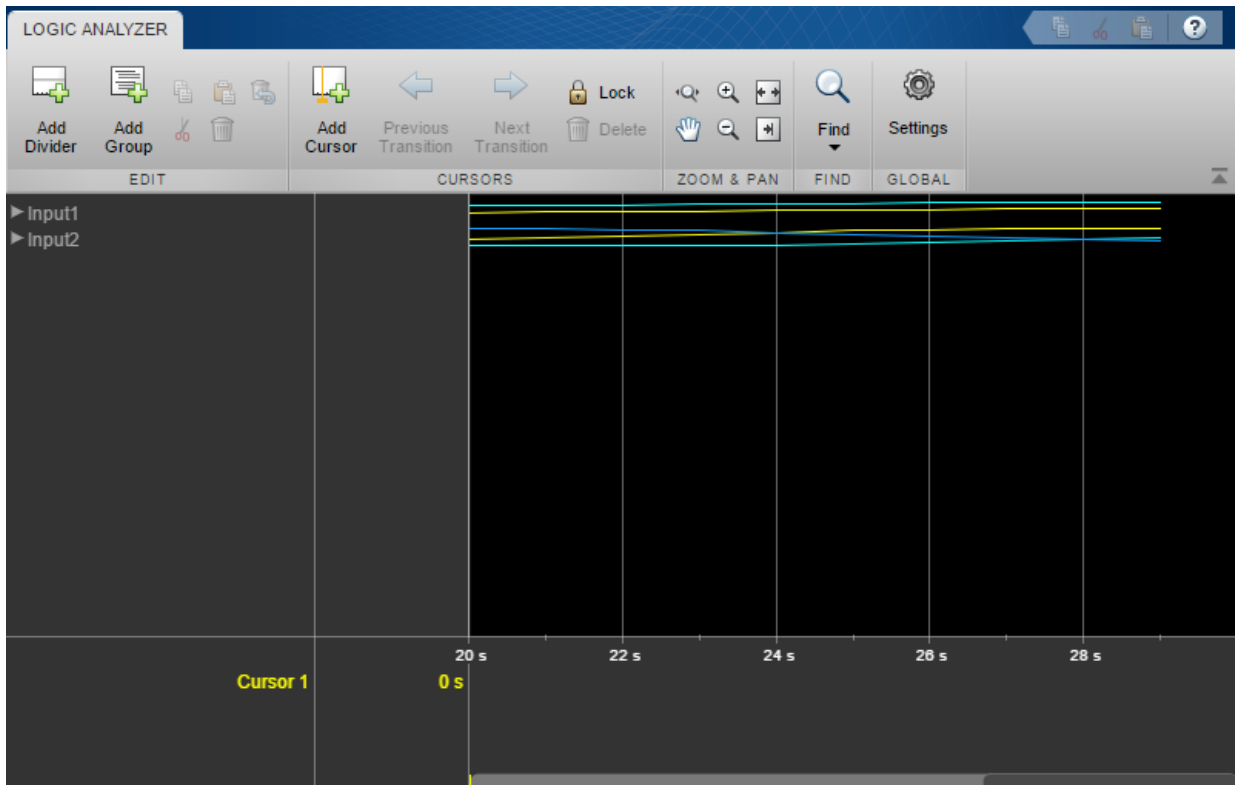 LOGIC ANALYZER
?
Add Divider
Add Group
Add Cursor
Previous Transition
Next Transition
Lock
Delete
Find
Settings
EDIT
CURSORS
ZOOM & PAN
FIND
GLOBAL
Input1
Input2
20 s 22 s 24 s 26 s 28 s
Cursor 1 0 s